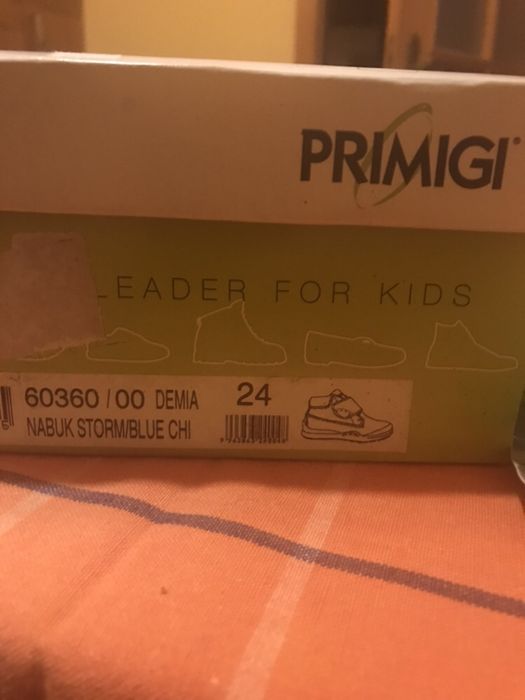 PRIMIGI
LEADER FOR KIDS
60360 / 00 DEMIA 24
NABUK STORM/BLUE CHI